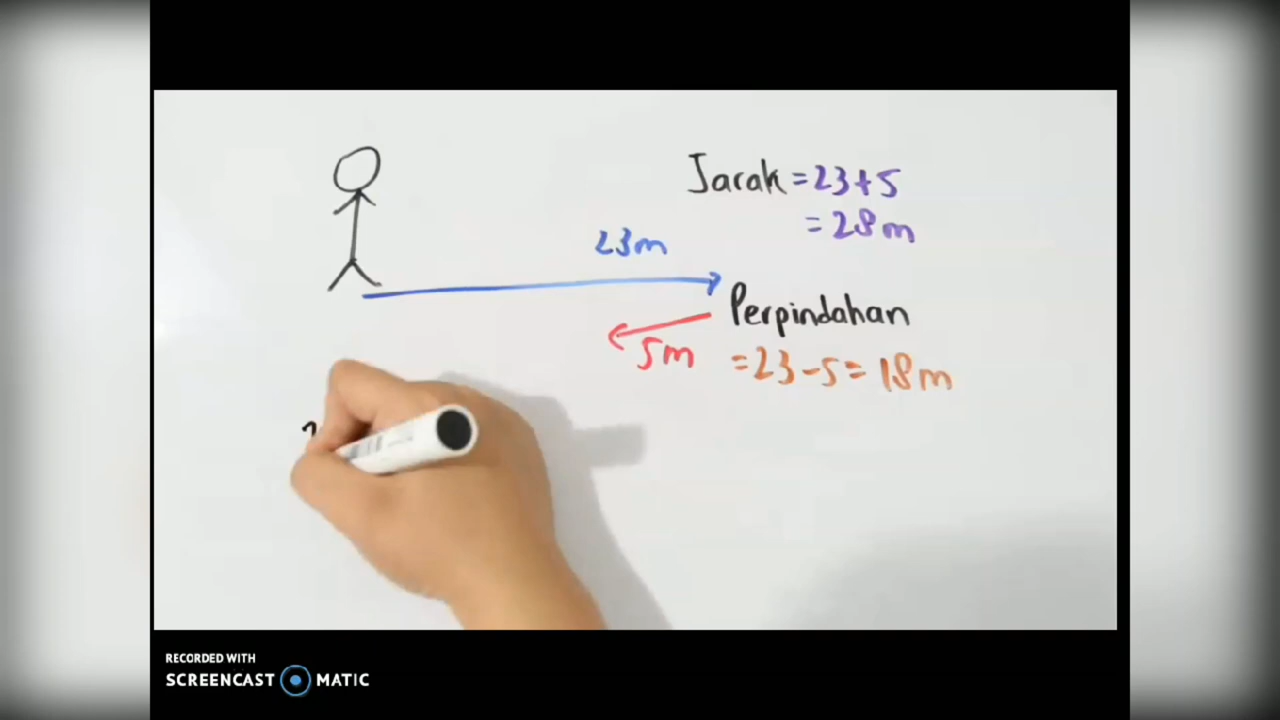 Jarak = 23+5
= 28 m
23m
Perpindahan
5m
= 23 - 5 = 18 m
RECORDED WITH
SCREENCAST MATIC